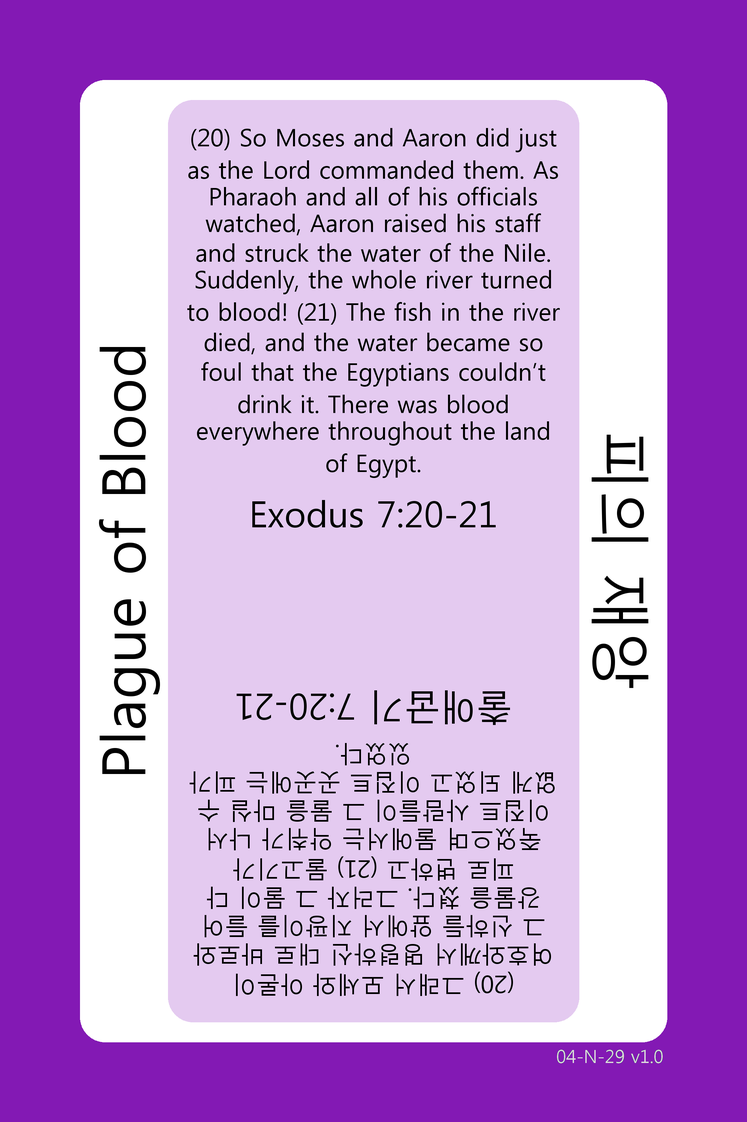 (20) So Moses and Aaron did just
as the Lord commanded them. As
Pharaoh and all of his officials
watched, Aaron raised his staff
and struck the water of the Nile.
Suddenly, the whole river turned
to blood! (21) The fish in the river
died, and the water became so
foul that the Egyptians couldn't
drink it. There was blood
everywhere throughout the land
of Egypt.
Exodus 7:20-21
Plague of Blood
피의 재앙
(20) 그래서 모세와 아론이
여호와께서 명령하신 대로 바로와
그 신하들 앞에서 지팡이를 들어
강물을 쳤다. 그러자 그 물이 다
피로 변하고 (21) 물고기가
죽었으며 물에서는 악취가 나서
이집트 사람들이 그 물을 마실 수
없게 되었고 이집트 곳곳에는 피가
있었다.
출애굽기 7:20-21
04-N-29 v1.0